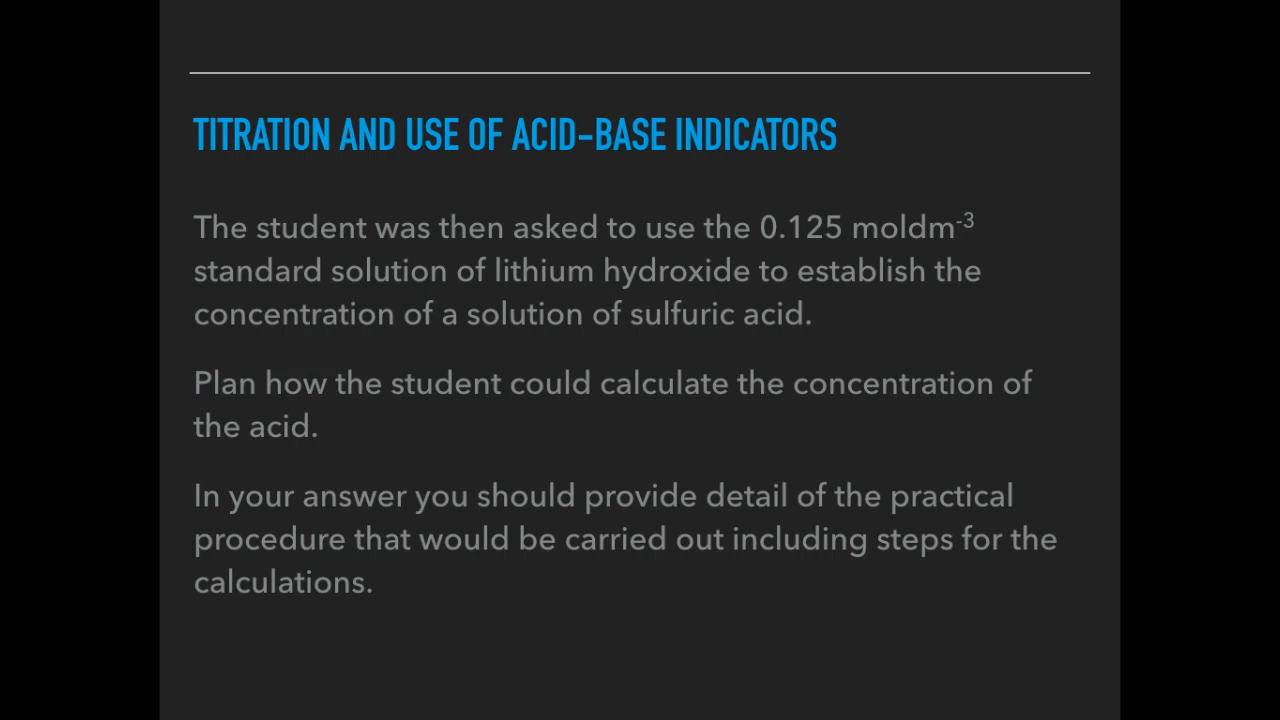 TITRATION AND USE OF ACID-BASE INDICATORS
The student was then asked to use the 0.125 moldm⁻³
standard solution of lithium hydroxide to establish the
concentration of a solution of sulfuric acid.
Plan how the student could calculate the concentration of
the acid.
In your answer you should provide detail of the practical
procedure that would be carried out including steps for the
calculations.